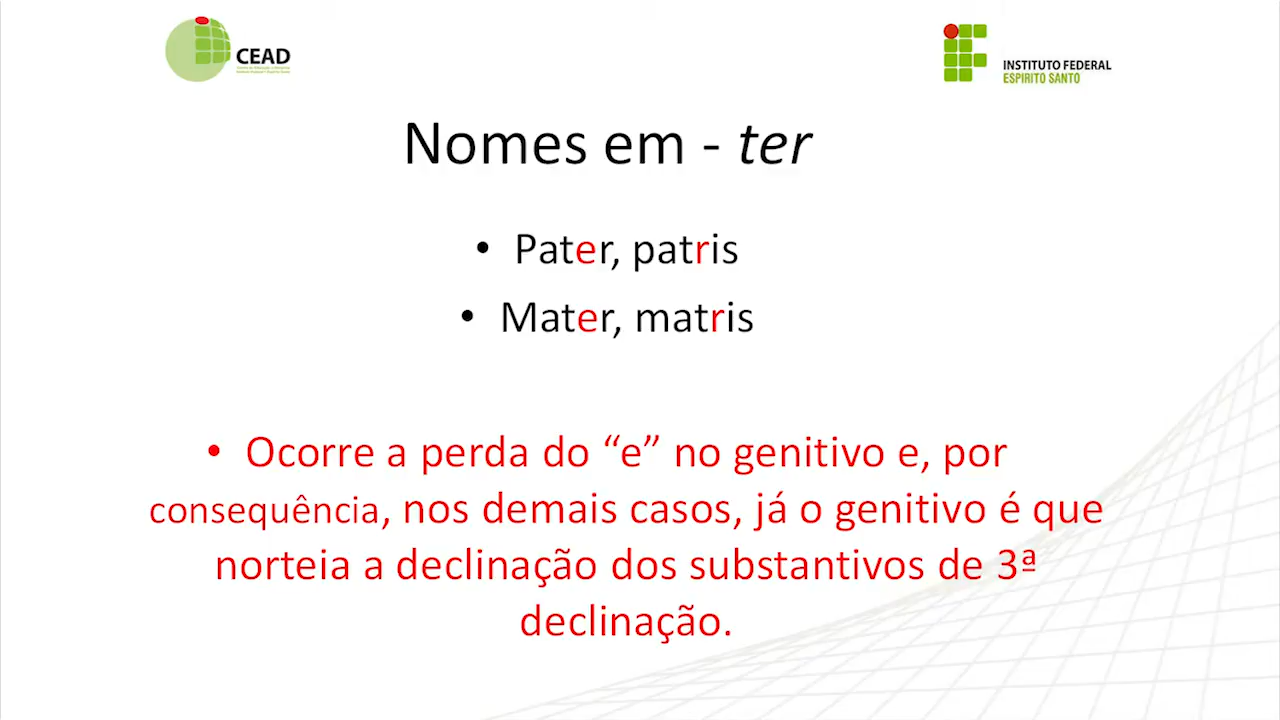 CEAD
INSTITUTO FEDERAL
ESPIRITO SANTO
Nomes em - ter
• Pater, patris
• Mater, matris
• Ocorre a perda do “e” no genitivo e, por
consequência, nos demais casos, já o genitivo é que
norteia a declinação dos substantivos de 3ª
declinação.